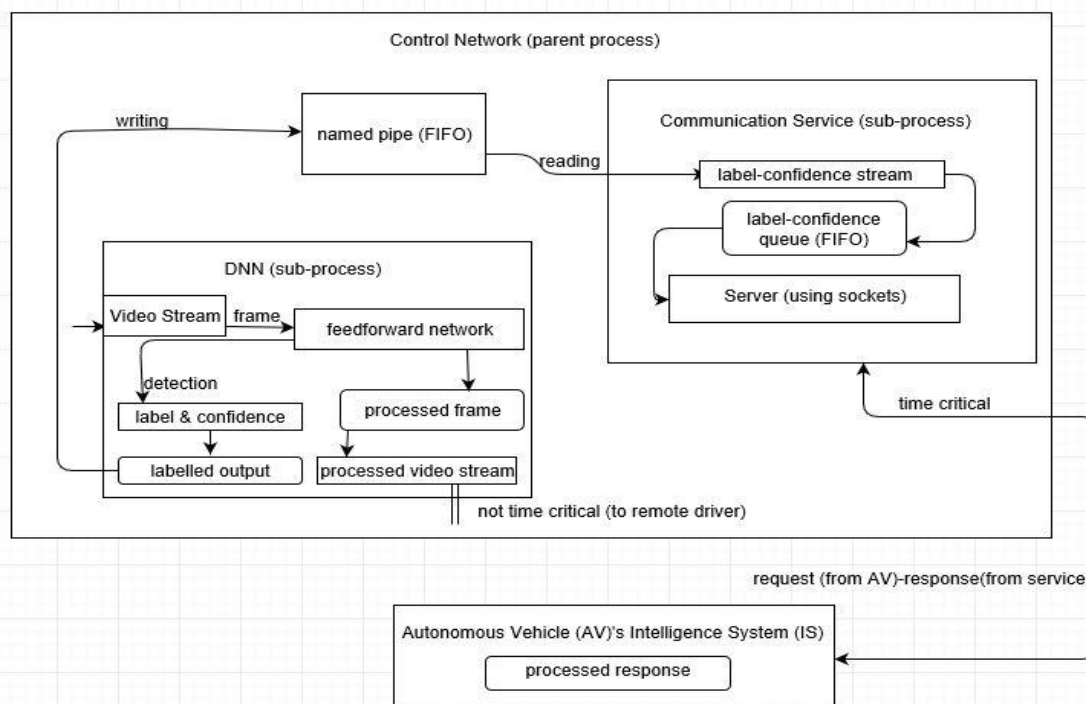 Control Network (parent process)
writing
named pipe (FIFO)
reading
Communication Service (sub-process)
label-confidence stream
label-confidence
queue (FIFO)
Server (using sockets)
DNN (sub-process)
Video Stream
frame
feedforward network
detection
label & confidence
processed frame
labelled output
processed video stream
time critical
not time critical (to remote driver)
request (from AV)-response(from service
Autonomous Vehicle (AV)'s Intelligence System (IS)
processed response